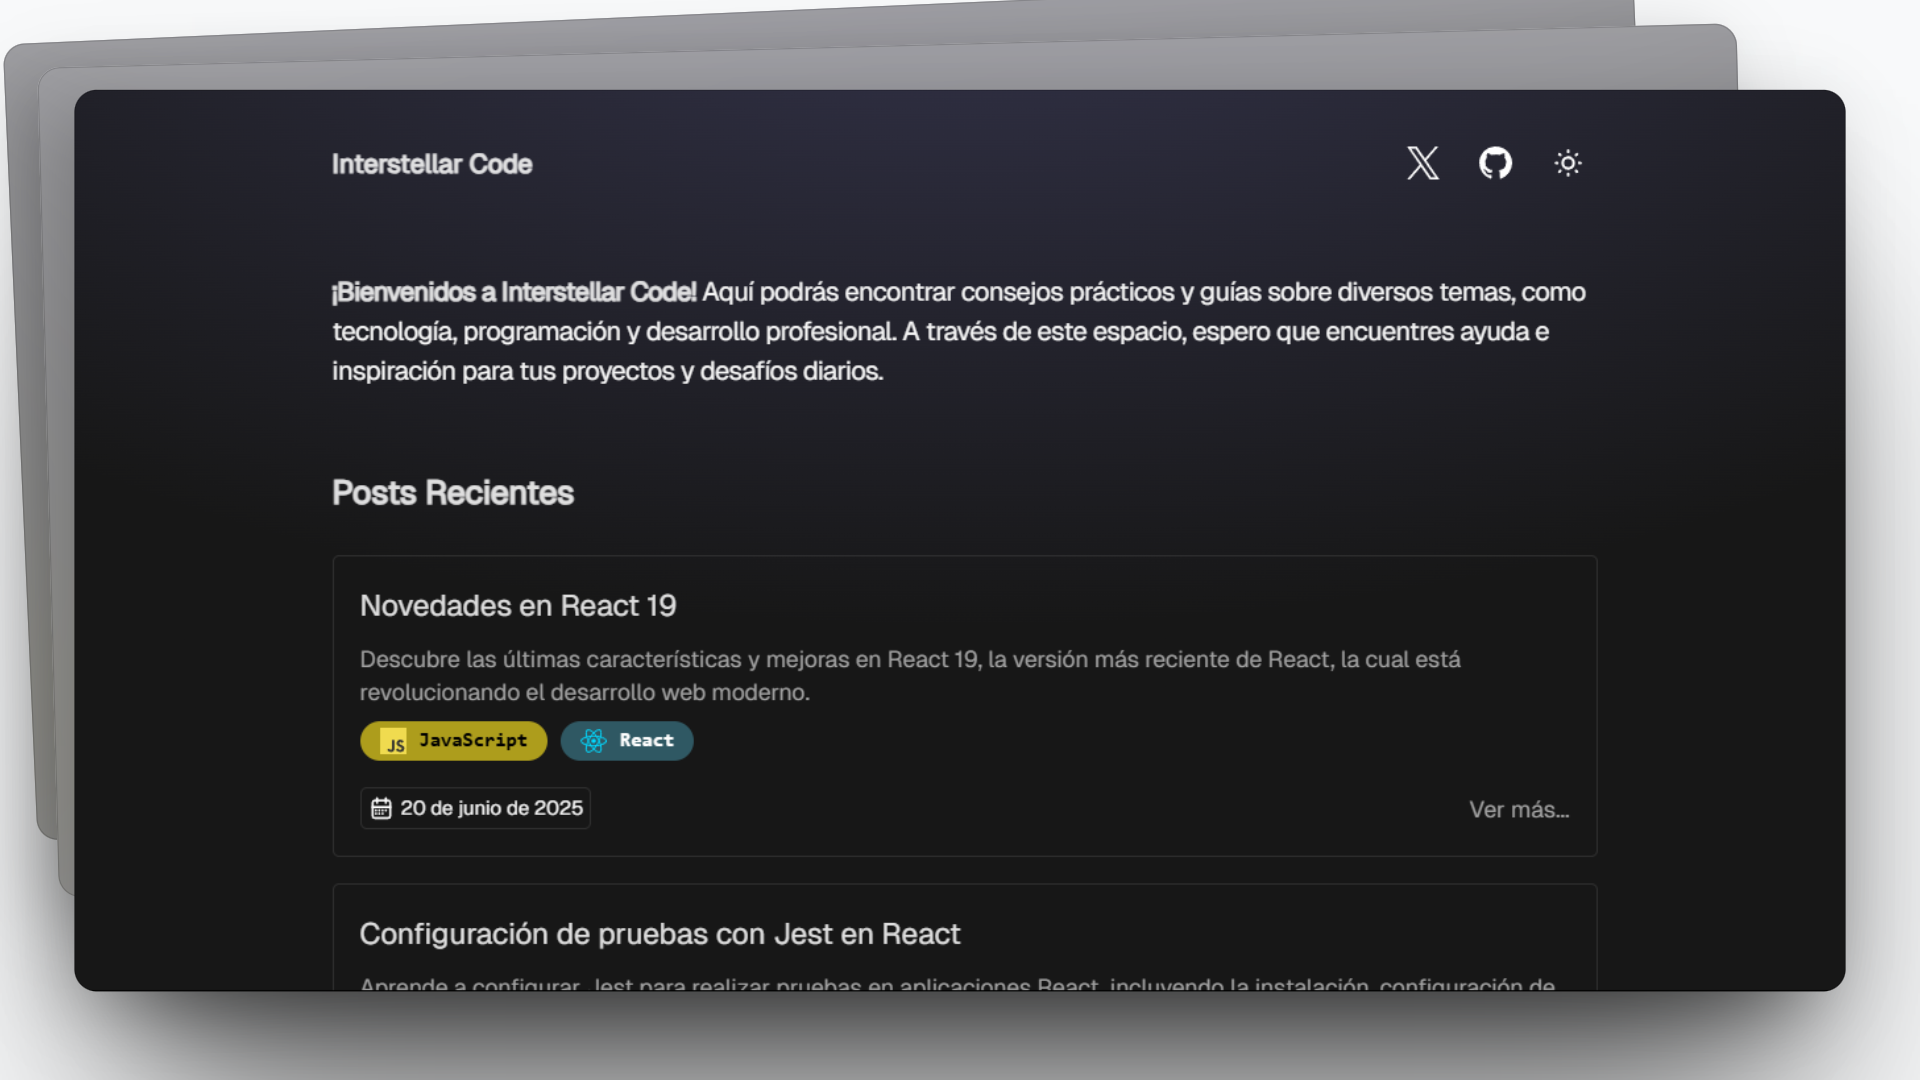 Interstellar Code
¡Bienvenidos a Interstellar Code! Aquí podrás encontrar consejos prácticos y guías sobre diversos temas, como
tecnología, programación y desarrollo profesional. A través de este espacio, espero que encuentres ayuda e
inspiración para tus proyectos y desafíos diarios.
Posts Recientes
Novedades en React 19
Descubre las últimas características y mejoras en React 19, la versión más reciente de React, la cual está
revolucionando el desarrollo web moderno.
JS JavaScript React
20 de junio de 2025 Ver más...
Configuración de pruebas con Jest en React
Aprende a configurar Jest para realizar pruebas en aplicaciones React, incluyendo la instalación, configuración de